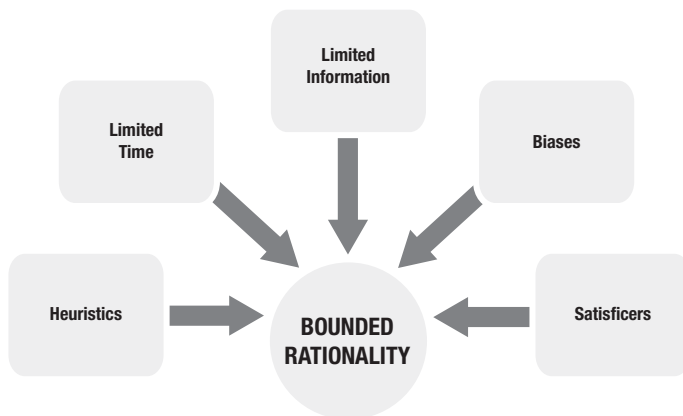 Limited
Information
Limited
Time
Biases
Heuristics
BOUNDED
RATIONALITY
Satisficers